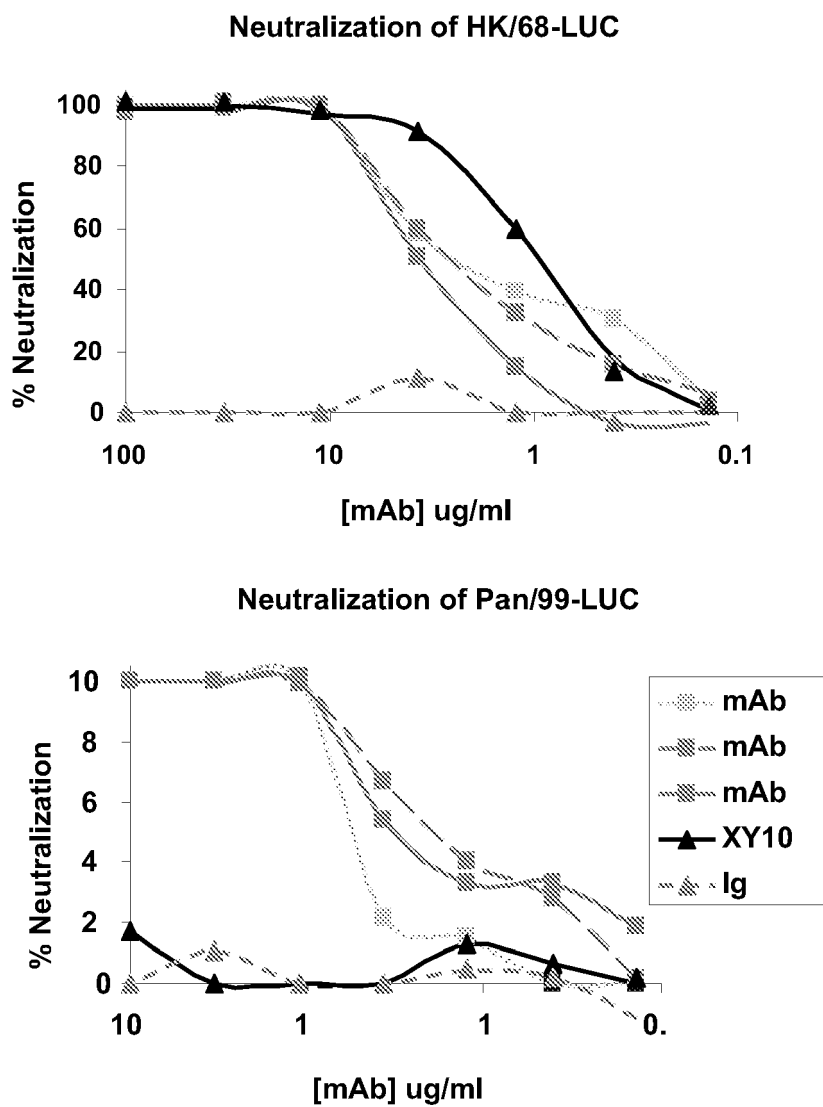 Neutralization of HK/68-LUC
100
80
60
40
20
0
% Neutralization
100 10 1 0.1
[mAb] ug/ml
Neutralization of Pan/99-LUC
10
8
6
4
2
0
% Neutralization
10 1 1 0.
[mAb] ug/ml
mAb
mAb
mAb
XY10
Ig